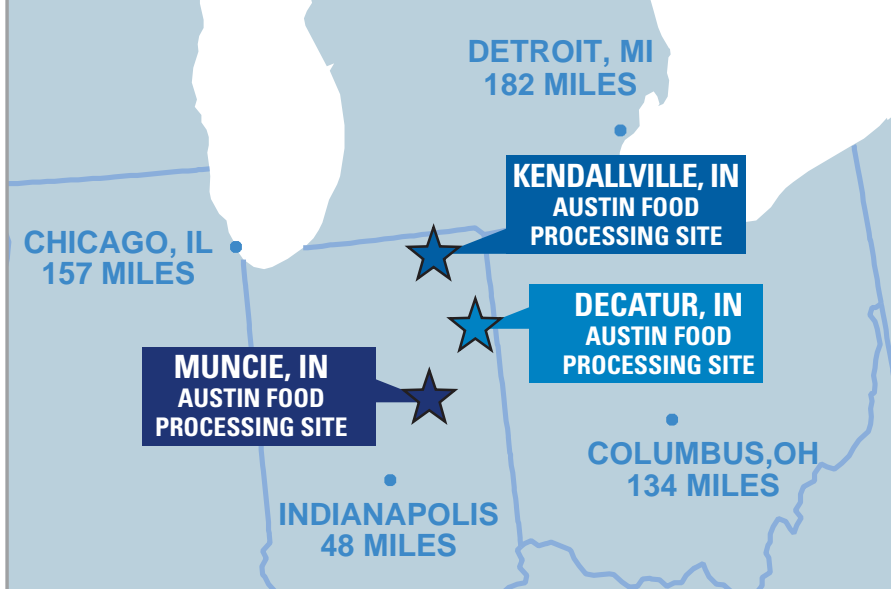 DETROIT, MI
182 MILES
KENDALLVILLE, IN
AUSTIN FOOD
PROCESSING SITE
CHICAGO, IL
157 MILES
DECATUR, IN
AUSTIN FOOD
PROCESSING SITE
MUNCIE, IN
AUSTIN FOOD
PROCESSING SITE
COLUMBUS,OH
134 MILES
INDIANAPOLIS
48 MILES